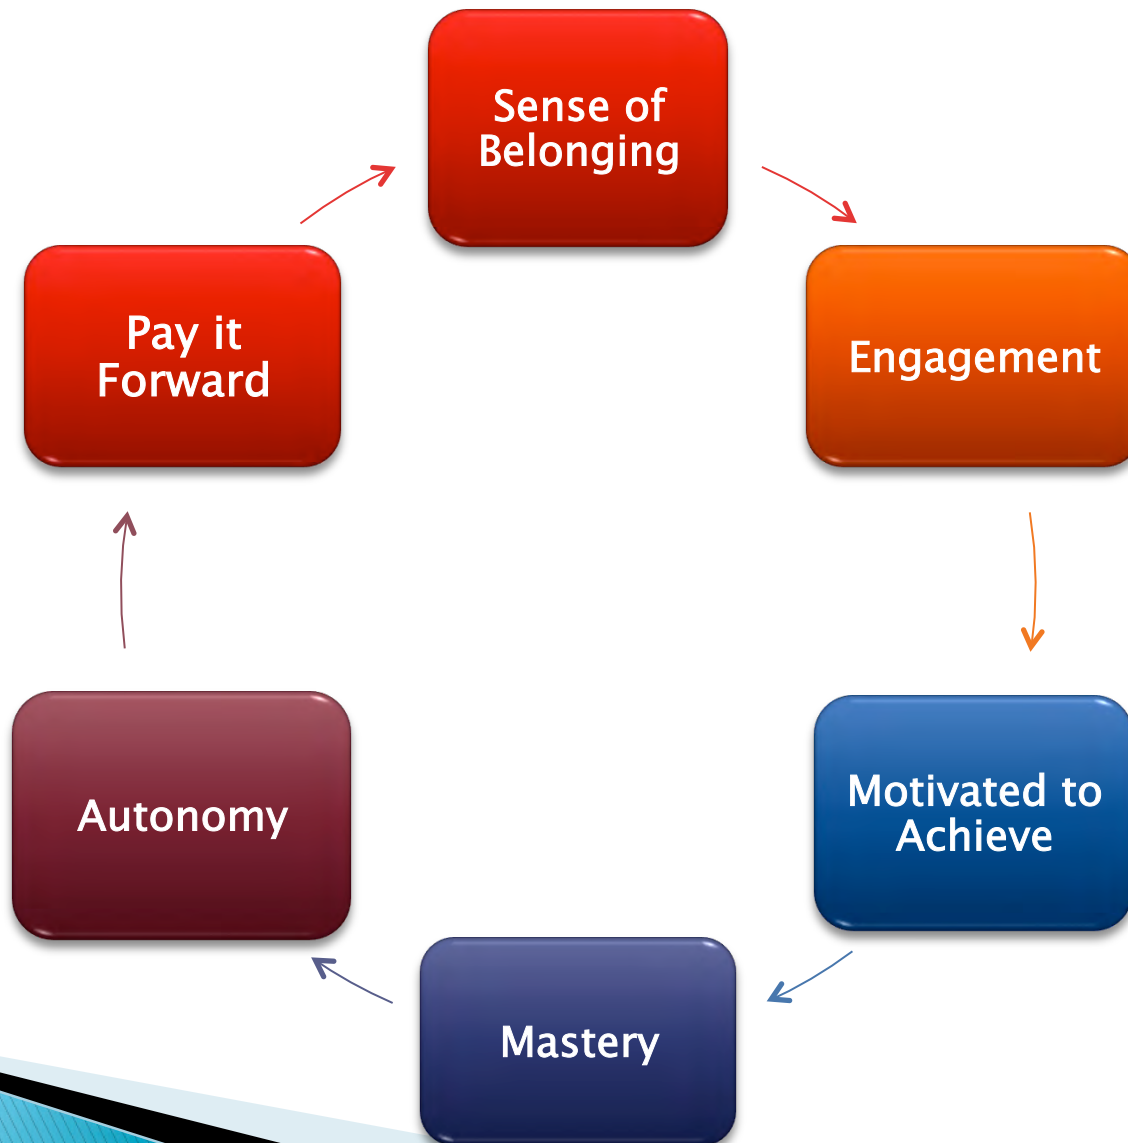 Sense of
Belonging
Engagement
Motivated to
Achieve
Mastery
Autonomy
Pay it
Forward